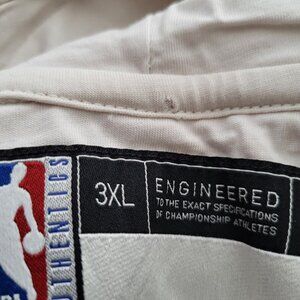 AUTHENTICS
3XL
ENGINEERED
TO THE EXACT SPECIFICATIONS
OF CHAMPIONSHIP ATHLETES